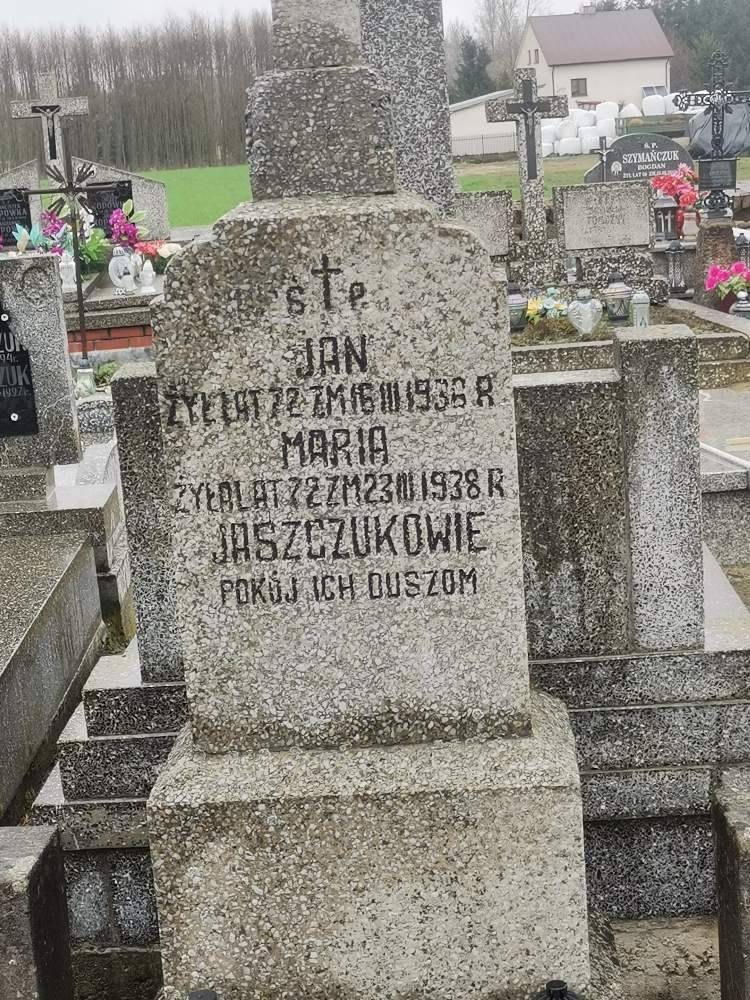 Ś P
JAN
ŻYŁ LAT 72 ZM 16 III 1936 R
MARIA
ŻYŁA LAT 72 ZM 23 III 1938 R
JASZCZUKOWIE
POKÓJ ICH DUSZOM
Ś. P.
SZYMAŃCZUK
BOGDAN